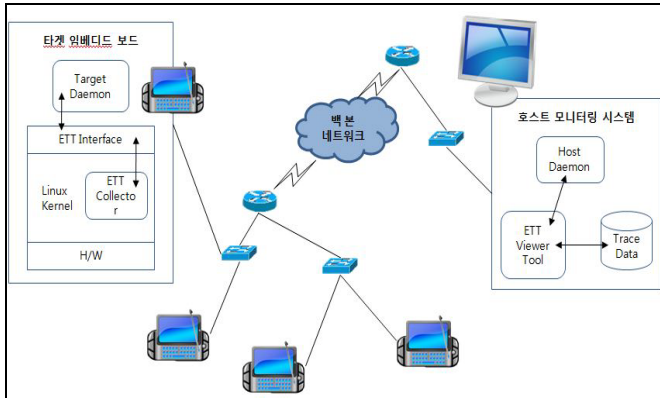 타겟 임베디드 보드
Target
Daemon
ETT Interface
Linux
Kernel
ETT
Collecto
r
H/W
백 본
네트워크
호스트 모니터링 시스템
Host
Daemon
ETT
Viewer
Tool
Trace
Data